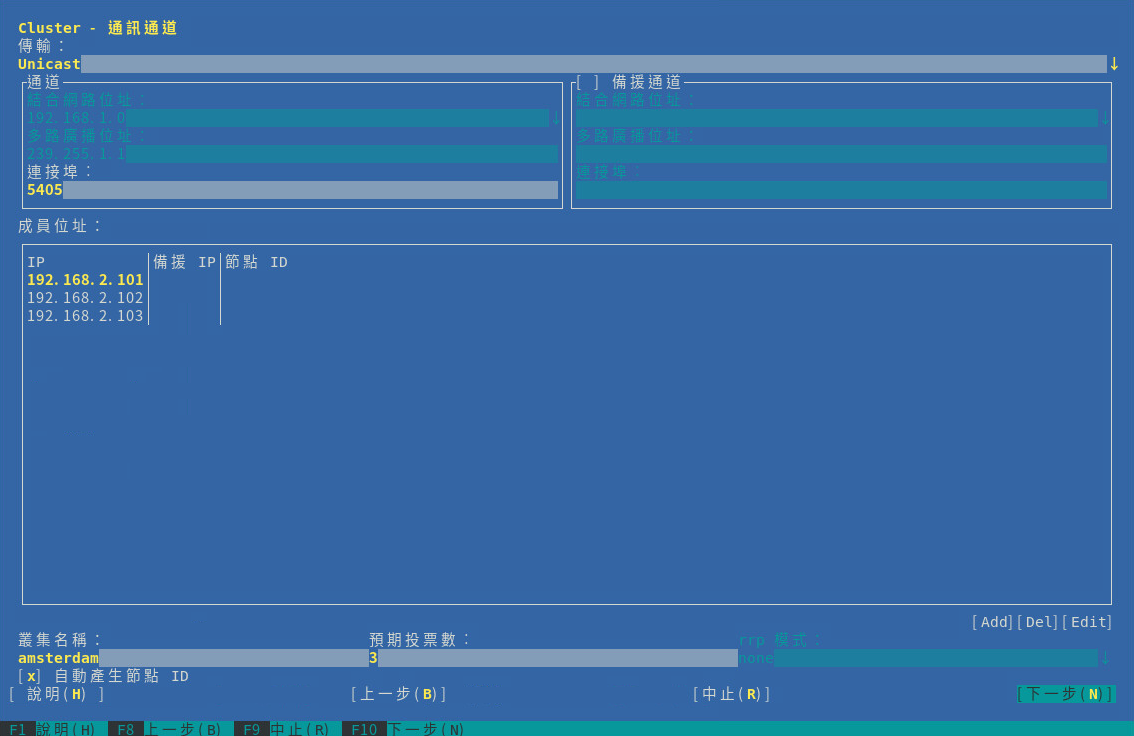 Cluster - 通訊通道
傳輸：
Unicast ↓
通道 [ ] 備援通道
結合網路位址： 結合網路位址：
192.168.1.0 ↓ ↓
多路廣播位址： 多路廣播位址：
239.255.1.1
連接埠： 連接埠：
5405
成員位址：
IP 備援 IP 節點 ID
192.168.2.101
192.168.2.102
192.168.2.103
[Add][Del][Edit]
叢集名稱： 預期投票數： rrp 模式：
amsterdam 3 none ↓
[x] 自動產生節點 ID
[ 說明(H) ] [上一步(B)] [中止(R)] [下一步(N)]
F1 說明(H) F8 上一步(B) F9 中止(R) F10 下一步(N)